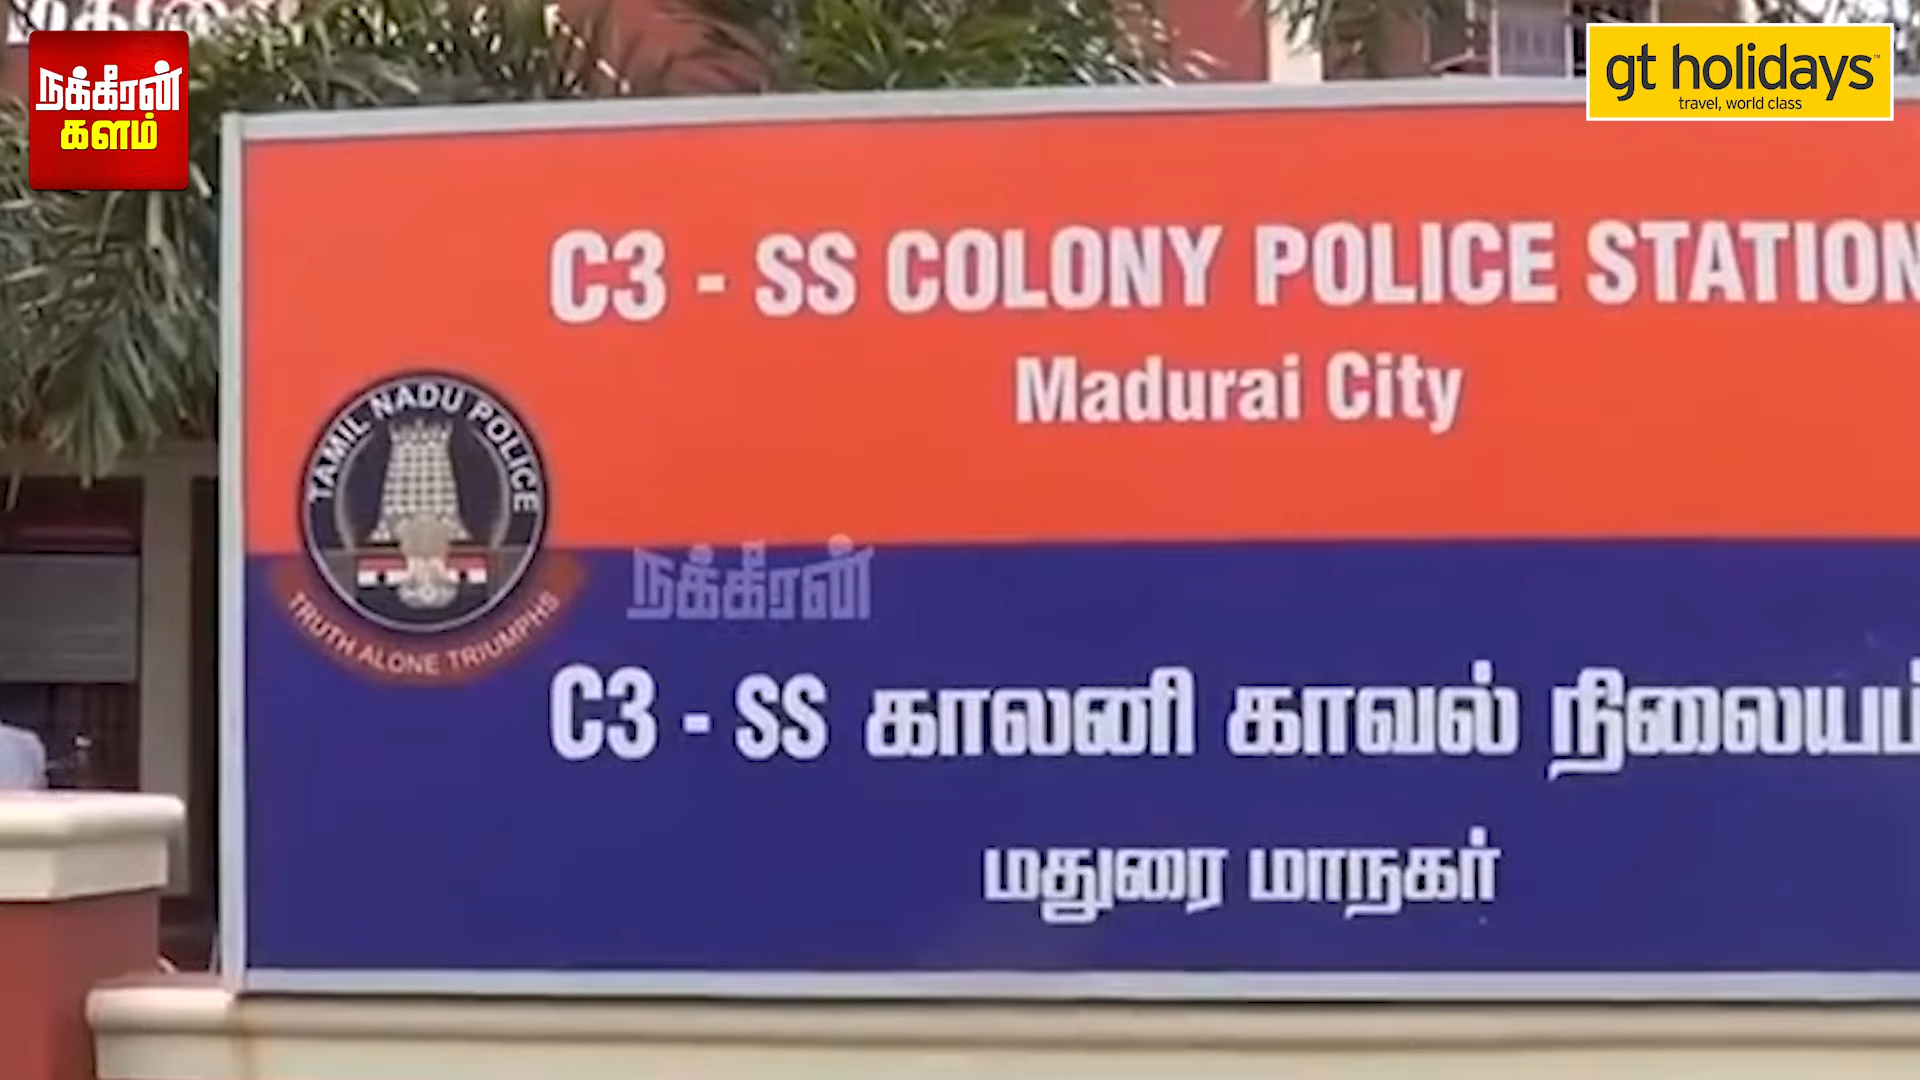 நக்கீரன்
களம்
gt holidays
travel, world class
C3 - SS COLONY POLICE STATION
Madurai City
TAMIL NADU POLICE
TRUTH ALONE TRIUMPHS
நக்கீரன்
C3 - SS காலனி காவல் நிலையம்
மதுரை மாநகர்